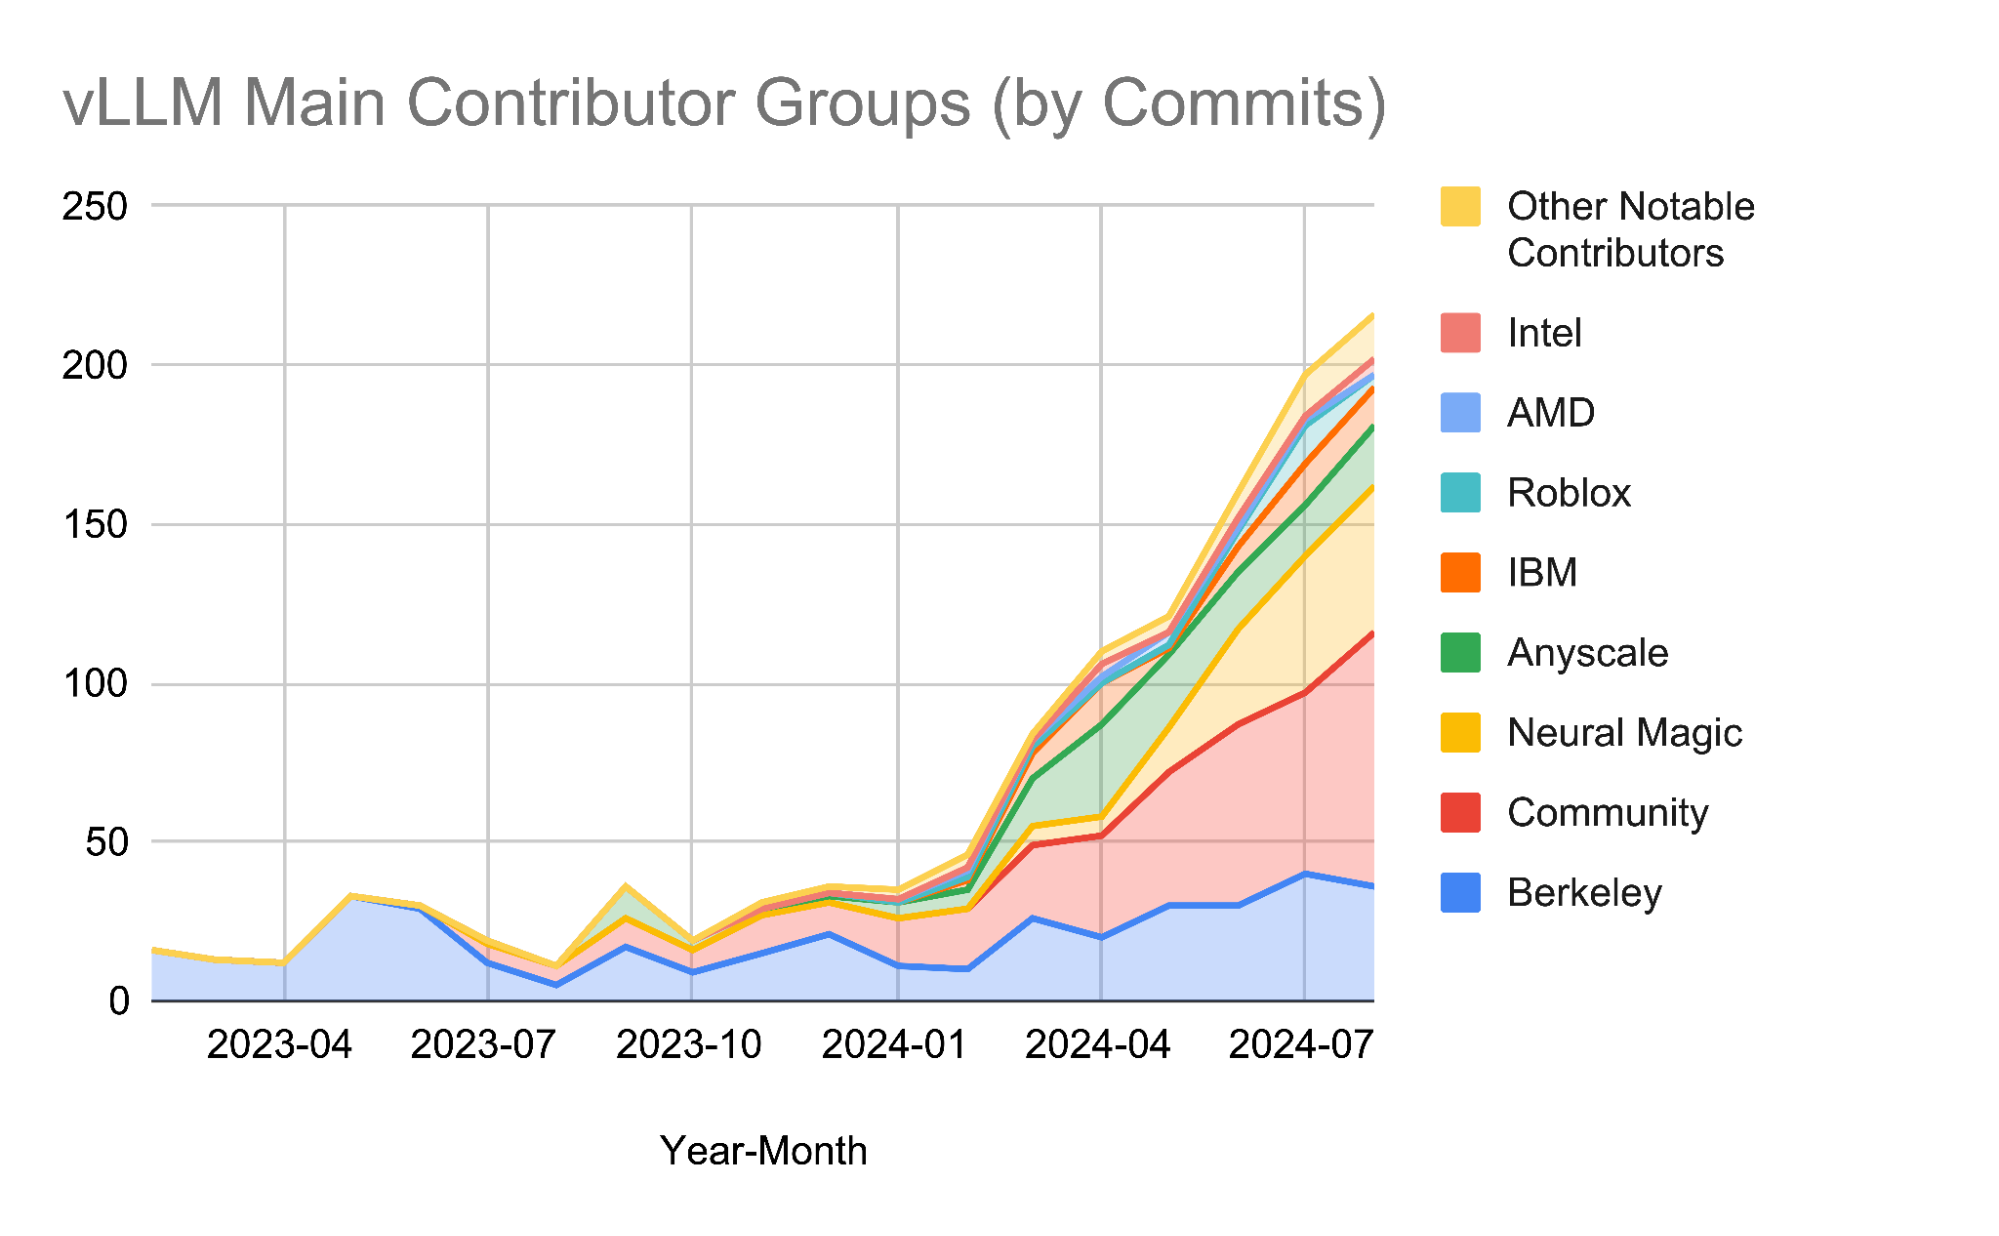 vLLM Main Contributor Groups (by Commits)
250
200
150
100
50
0
2023-04
2023-07
2023-10
2024-01
2024-04
2024-07
Year-Month
Other Notable
Contributors
Intel
AMD
Roblox
IBM
Anyscale
Neural Magic
Community
Berkeley